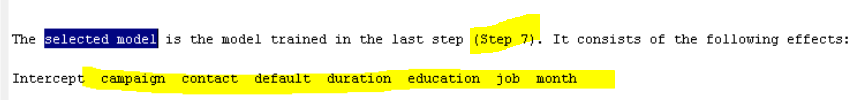 The selected model is the model trained in the last step (Step 7). It consists of the following effects:
Intercept campaign contact default duration education job month